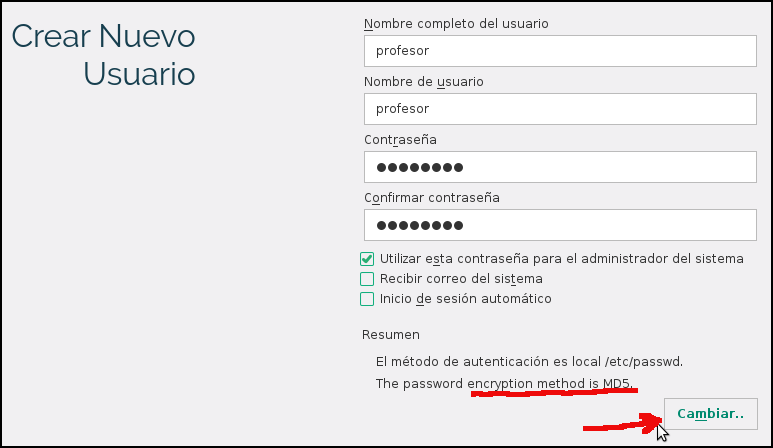 Crear Nuevo
Usuario
Nombre completo del usuario
profesor
Nombre de usuario
profesor
Contraseña
●●●●●●●●
Confirmar contraseña
●●●●●●●●
Utilizar esta contraseña para el administrador del sistema
Recibir correo del sistema
Inicio de sesión automático
Resumen
El método de autenticación es local /etc/passwd.
The password encryption method is MD5.
Cambiar..